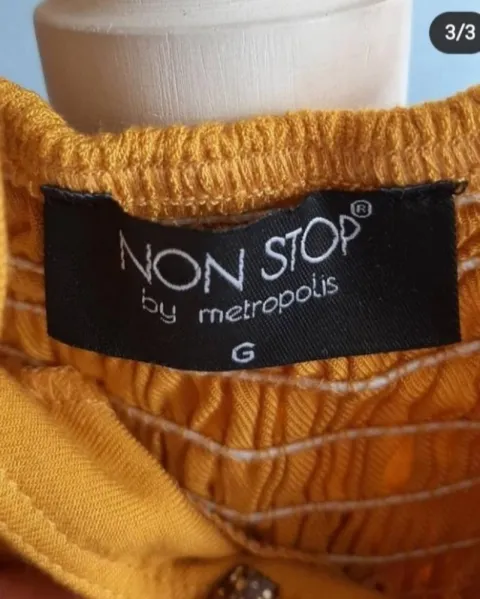 3/3
NON STOP®
by metropolis
G